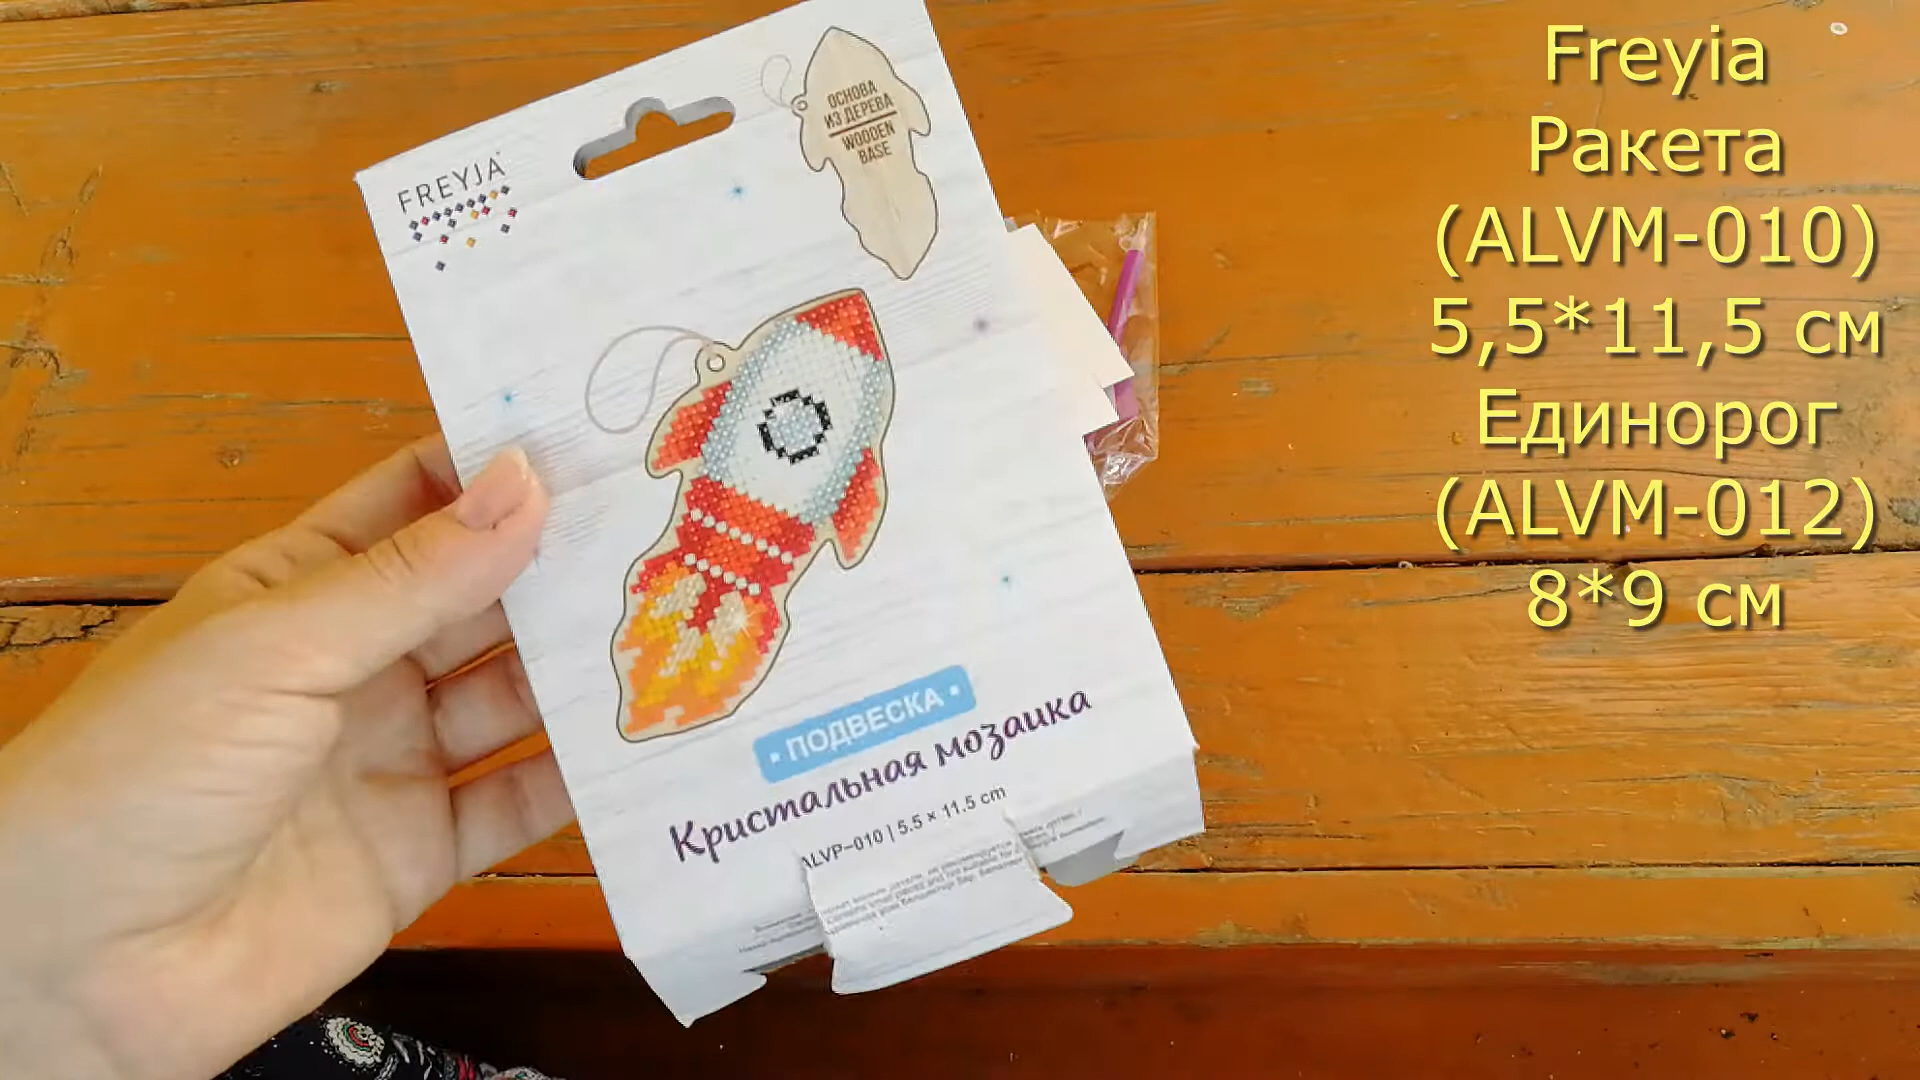 FREYJA
ОСНОВА
ИЗ ДЕРЕВА
WOODEN
BASE
• ПОДВЕСКА •
Кристальная мозаика
ALVP-010 | 5.5 × 11.5 cm
Freyia
Ракета
(ALVM-010)
5,5*11,5 см
Единорог
(ALVM-012)
8*9 см